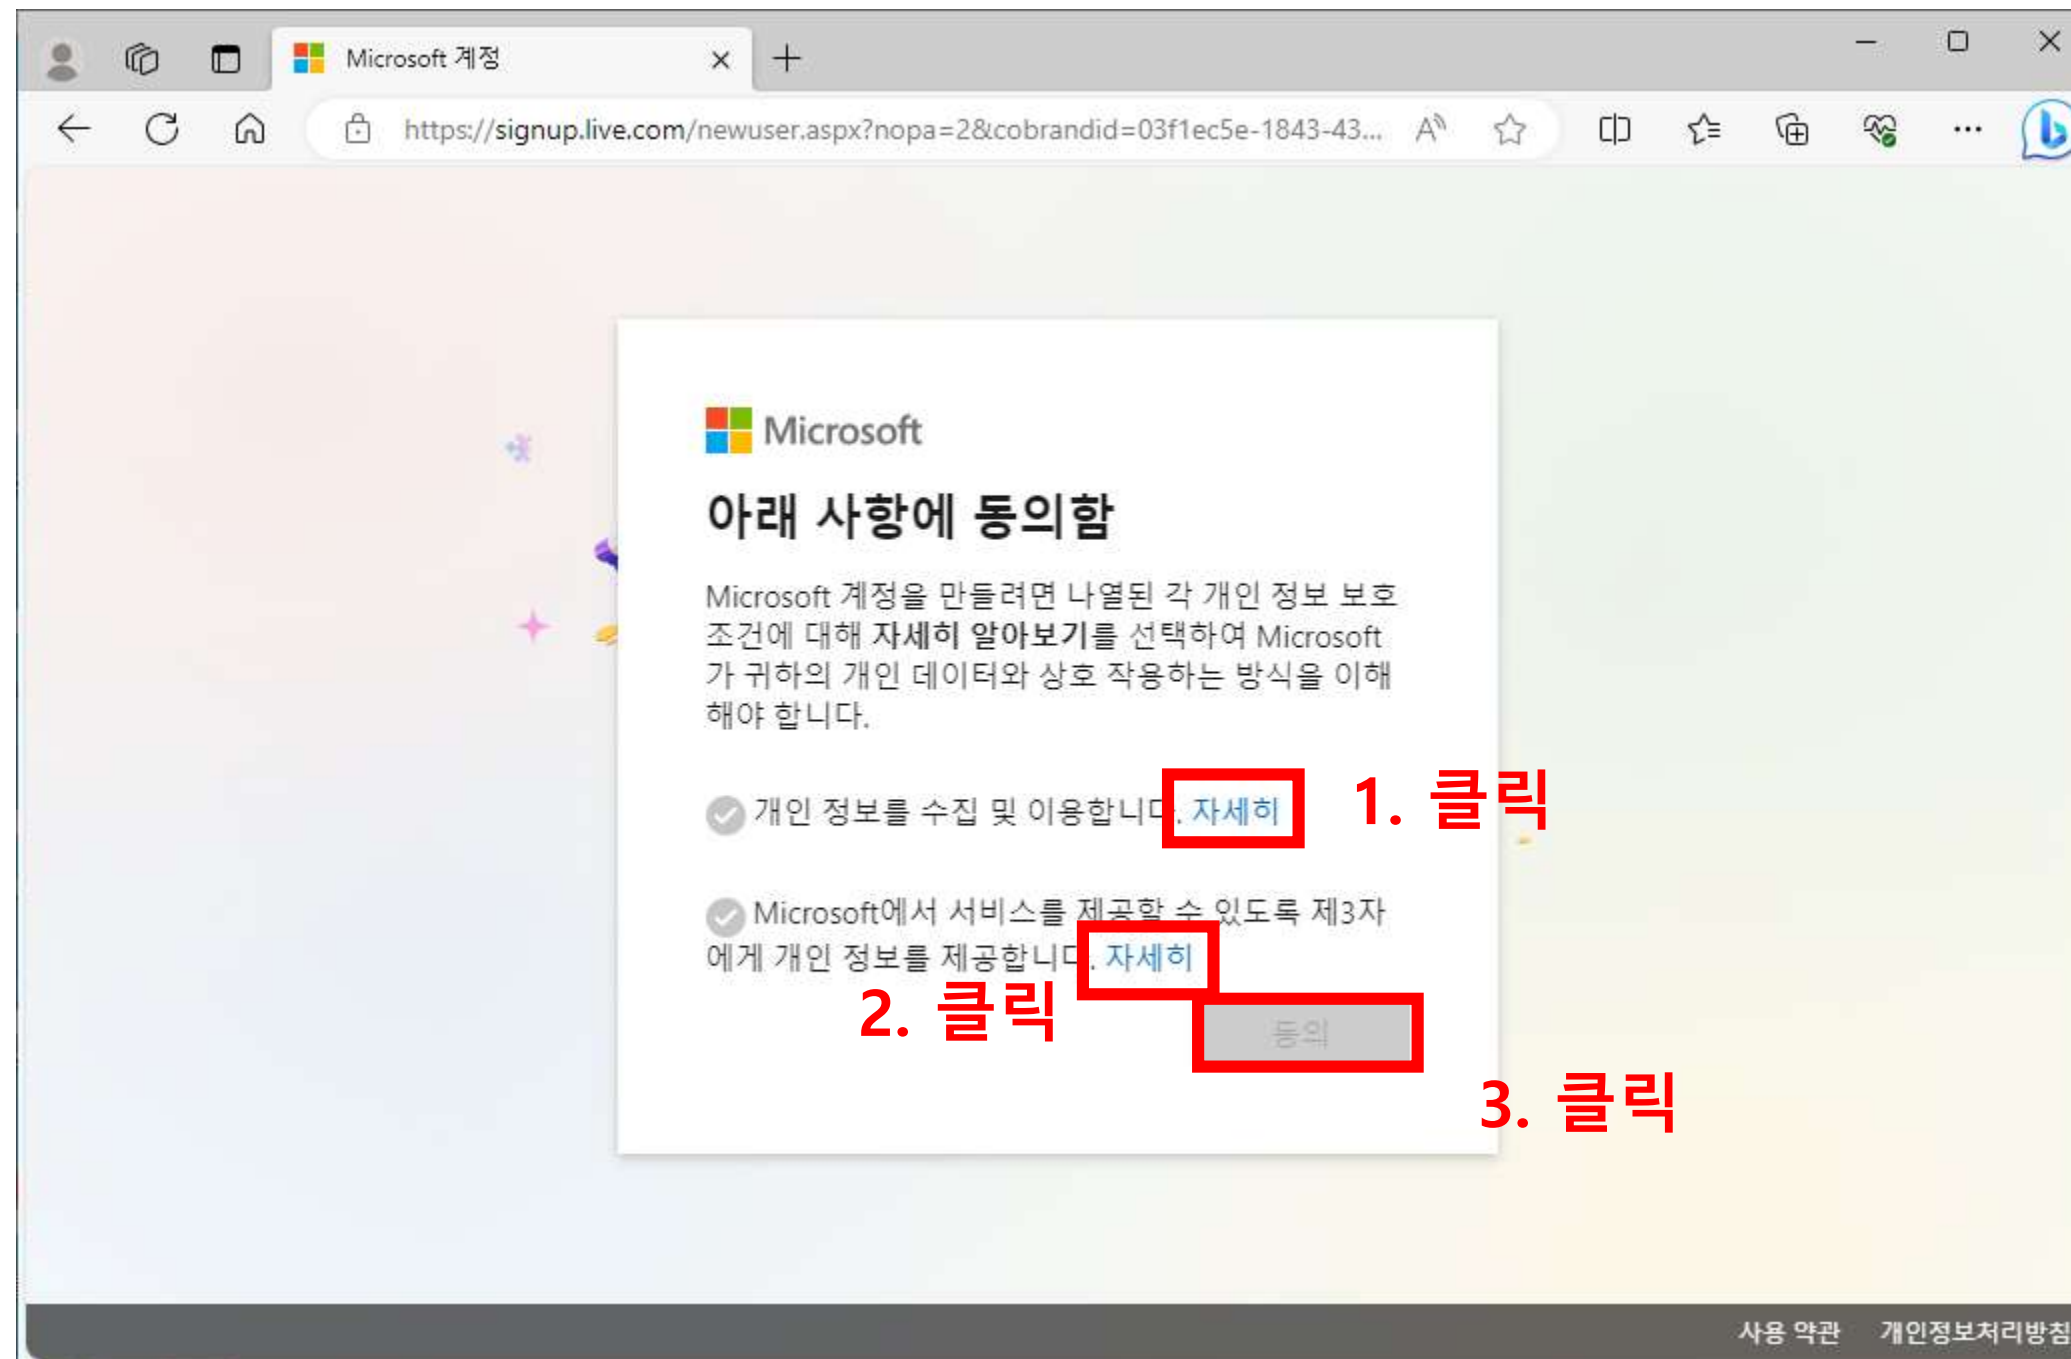 Microsoft 계정
https://signup.live.com/newuser.aspx?nopa=2&cobrandid=03f1ec5e-1843-43...
Microsoft
아래 사항에 동의함
Microsoft 계정을 만들려면 나열된 각 개인 정보 보호
조건에 대해 자세히 알아보기를 선택하여 Microsoft
가 귀하의 개인 데이터와 상호 작용하는 방식을 이해
해야 합니다.
개인 정보를 수집 및 이용합니다. 자세히
1. 클릭
Microsoft에서 서비스를 제공할 수 있도록 제3자
에게 개인 정보를 제공합니다. 자세히
2. 클릭
동의
3. 클릭
사용 약관 개인정보처리방침